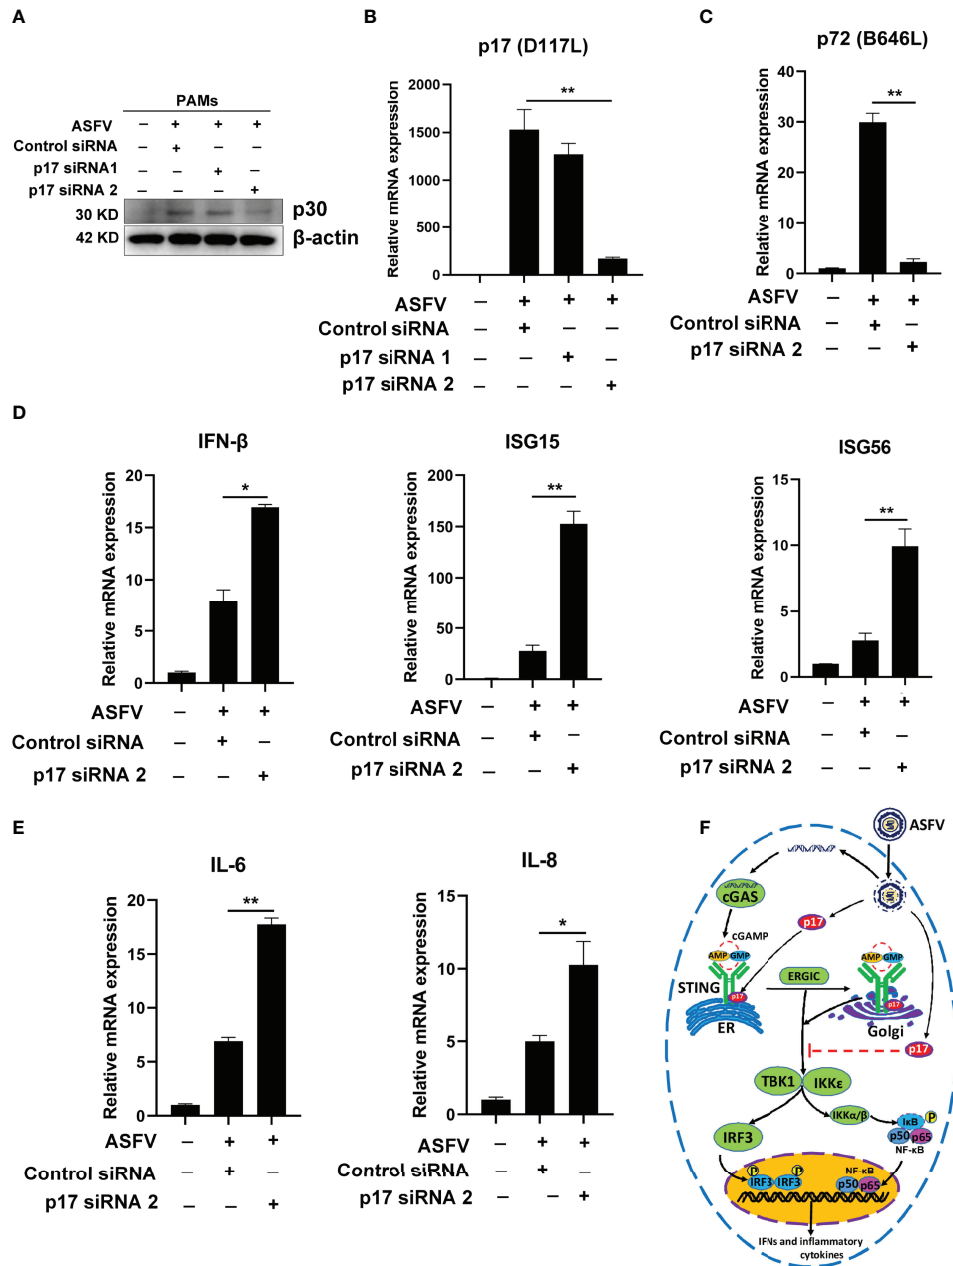 A
PAMs
ASFV – + + +
Control siRNA – + – –
p17 siRNA1 – – + –
p17 siRNA 2 – – – +
30 KD p30
42 KD β-actin
B
p17 (D117L)
Relative mRNA expression
2000
1500
1000
500
0
**
ASFV – + + +
Control siRNA – + – –
p17 siRNA 1 – – + –
p17 siRNA 2 – – – +
C
p72 (B646L)
Relative mRNA expression
40
30
20
10
0
**
ASFV – + +
Control siRNA – + –
p17 siRNA 2 – – +
D
IFN-β
Relative mRNA expression
20
15
10
5
0
*
ASFV – + +
Control siRNA – + –
p17 siRNA 2 – – +
ISG15
Relative mRNA expression
200
150
100
50
0
**
ASFV – + +
Control siRNA – + –
p17 siRNA 2 – – +
ISG56
Relative mRNA expression
15
10
5
0
**
ASFV – + +
Control siRNA – + –
p17 siRNA 2 – – +
E
IL-6
Relative mRNA expression
20
15
10
5
0
**
ASFV – + +
Control siRNA – + –
p17 siRNA 2 – – +
IL-8
Relative mRNA expression
15
10
5
0
*
ASFV – + +
Control siRNA – + –
p17 siRNA 2 – – +
F
ASFV
cGAS
p17
cGAMP
AMP GMP
AMP GMP
STING
ERGIC
p17
p17
ER
Golgi
p17
TBK1 IKKε
IKKα/β
IκB P
p50 p65
NF-κB
IRF3
P P
IRF3 IRF3
NF-κB
p50 p65
IFNs and inflammatory
cytokines